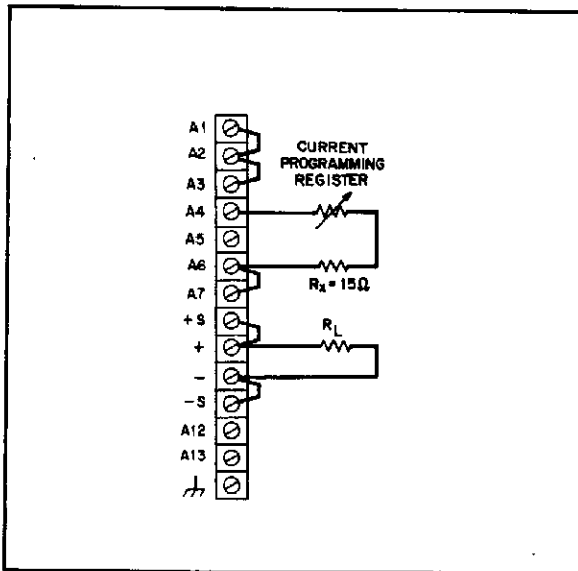 A1
A2
A3
A4
A5
A6
A7
+S
+
−
−S
A12
A13
CURRENT
PROGRAMMING
REGISTER
Rx = 15Ω
RL